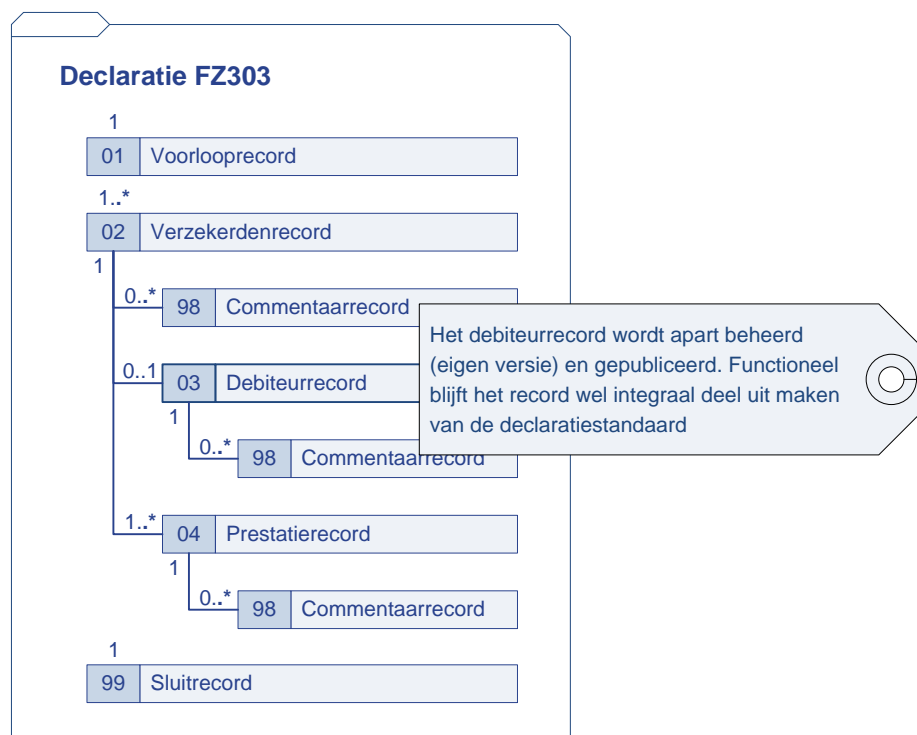 Declaratie FZ303
1
01 Voorlooprecord
1..*
02 Verzekerdenrecord
1
0..* 98 Commentaarrecord
Het debiteurrecord wordt apart beheerd
(eigen versie) en gepubliceerd. Functioneel
blijft het record wel integraal deel uit maken
van de declaratiestandaard
0..1 03 Debiteurrecord
1
0..* 98 Commentaarrecord
1..* 04 Prestatierecord
1
0..* 98 Commentaarrecord
1
99 Sluitrecord